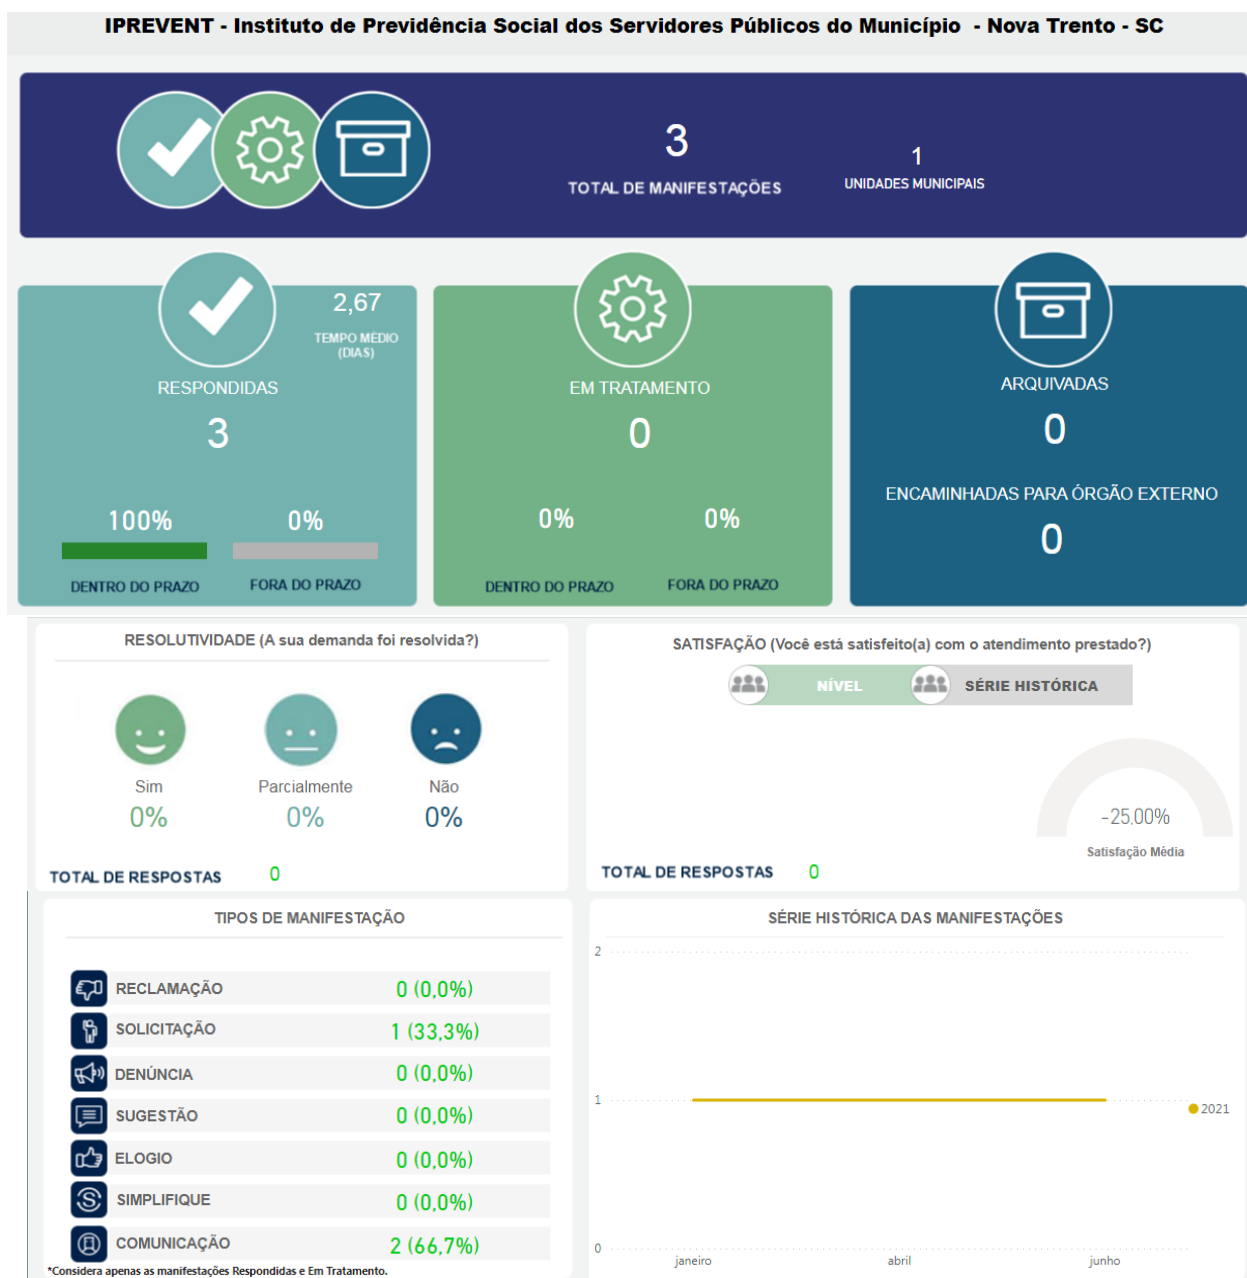 IPREVENT - Instituto de Previdência Social dos Servidores Públicos do Município - Nova Trento - SC
3
TOTAL DE MANIFESTAÇÕES
1
UNIDADES MUNICIPAIS
2,67
TEMPO MÉDIO
(DIAS)
RESPONDIDAS
3
100%
0%
DENTRO DO PRAZO
FORA DO PRAZO
EM TRATAMENTO
0
0%
0%
DENTRO DO PRAZO
FORA DO PRAZO
ARQUIVADAS
0
ENCAMINHADAS PARA ÓRGÃO EXTERNO
0
RESOLUTIVIDADE (A sua demanda foi resolvida?)
Sim
Parcialmente
Não
0%
0%
0%
TOTAL DE RESPOSTAS 0
SATISFAÇÃO (Você está satisfeito(a) com o atendimento prestado?)
NÍVEL
SÉRIE HISTÓRICA
-25,00%
Satisfação Média
TOTAL DE RESPOSTAS 0
TIPOS DE MANIFESTAÇÃO
RECLAMAÇÃO 0 (0,0%)
SOLICITAÇÃO 1 (33,3%)
DENÚNCIA 0 (0,0%)
SUGESTÃO 0 (0,0%)
ELOGIO 0 (0,0%)
SIMPLIFIQUE 0 (0,0%)
COMUNICAÇÃO 2 (66,7%)
*Considera apenas as manifestações Respondidas e Em Tratamento.
SÉRIE HISTÓRICA DAS MANIFESTAÇÕES
2
1
0
janeiro
abril
junho
2021